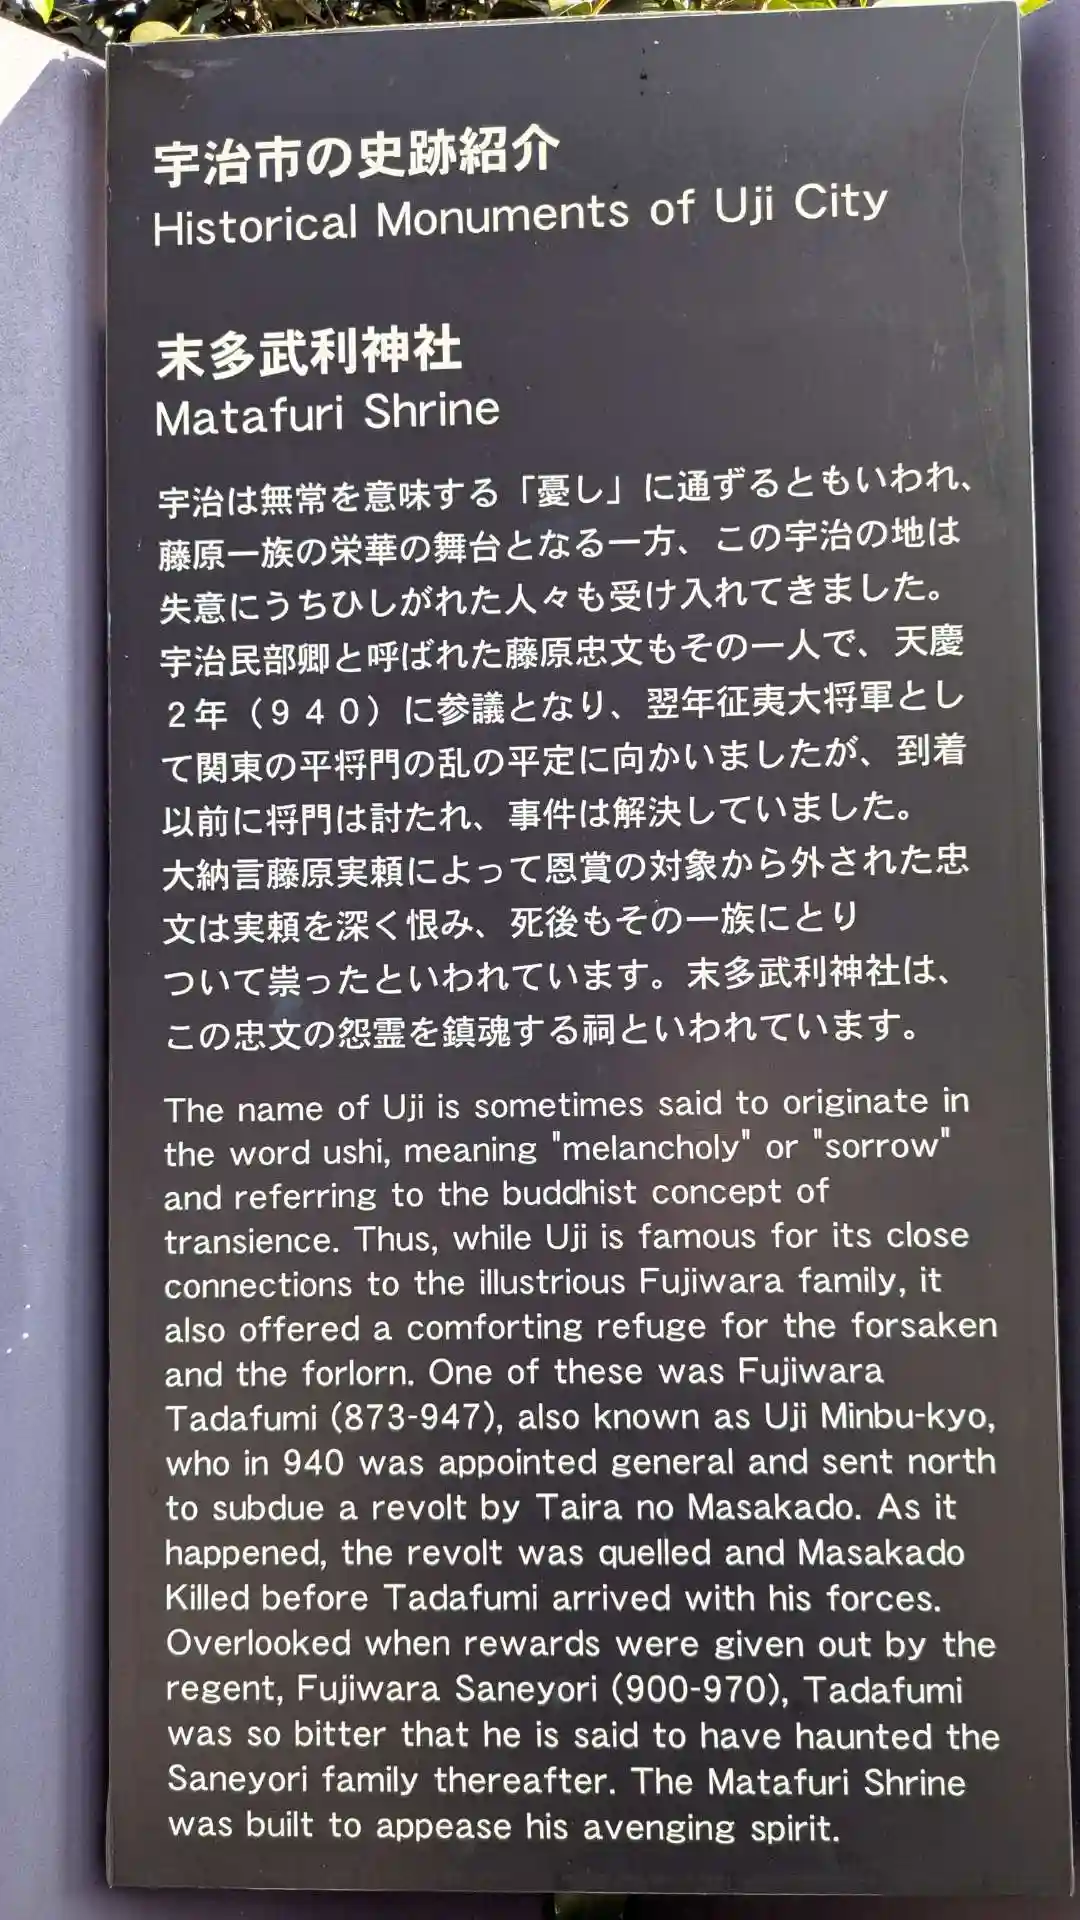 宇治市の史跡紹介
Historical Monuments of Uji City
末多武利神社
Matafuri Shrine
宇治は無常を意味する「憂し」に通ずるともいわれ、
藤原一族の栄華の舞台となる一方、この宇治の地は
失意にうちひしがれた人々も受け入れてきました。
宇治民部卿と呼ばれた藤原忠文もその一人で、天慶
２年（９４０）に参議となり、翌年征夷大将軍とし
て関東の平将門の乱の平定に向かいましたが、到着
以前に将門は討たれ、事件は解決していました。
大納言藤原実頼によって恩賞の対象から外された忠
文は実頼を深く恨み、死後もその一族にとり
ついて祟ったといわれています。末多武利神社は、
この忠文の怨霊を鎮魂する祠といわれています。
The name of Uji is sometimes said to originate in
the word ushi, meaning "melancholy" or "sorrow"
and referring to the buddhist concept of
transience. Thus, while Uji is famous for its close
connections to the illustrious Fujiwara family, it
also offered a comforting refuge for the forsaken
and the forlorn. One of these was Fujiwara
Tadafumi (873-947), also known as Uji Minbu-kyo,
who in 940 was appointed general and sent north
to subdue a revolt by Taira no Masakado. As it
happened, the revolt was quelled and Masakado
Killed before Tadafumi arrived with his forces.
Overlooked when rewards were given out by the
regent, Fujiwara Saneyori (900-970), Tadafumi
was so bitter that he is said to have haunted the
Saneyori family thereafter. The Matafuri Shrine
was built to appease his avenging spirit.